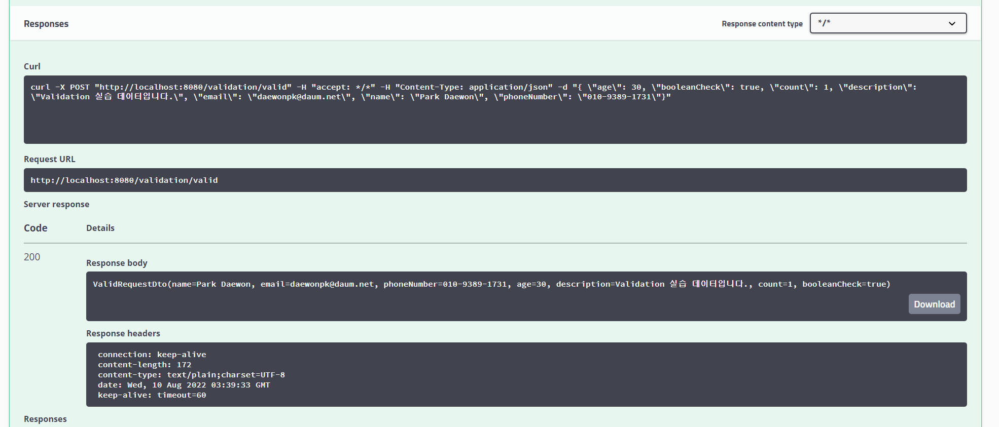 Responses
Response content type
*/*
Curl
curl -X POST "http://localhost:8080/validation/valid" -H "accept: */*" -H "Content-Type: application/json" -d "{ \"age\": 30, \"booleanCheck\": true, \"count\": 1, \"description\":
\"Validation 실습 데이터입니다.\", \"email\": \"daewonpk@daum.net\", \"name\": \"Park Daewon\", \"phoneNumber\": \"010-9389-1731\"}"
Request URL
http://localhost:8080/validation/valid
Server response
Code
Details
200
Response body
ValidRequestDto(name=Park Daewon, email=daewonpk@daum.net, phoneNumber=010-9389-1731, age=30, description=Validation 실습 데이터입니다., count=1, booleanCheck=true)
Download
Response headers
connection: keep-alive
content-length: 172
content-type: text/plain;charset=UTF-8
date: Wed, 10 Aug 2022 03:39:33 GMT
keep-alive: timeout=60
Responses